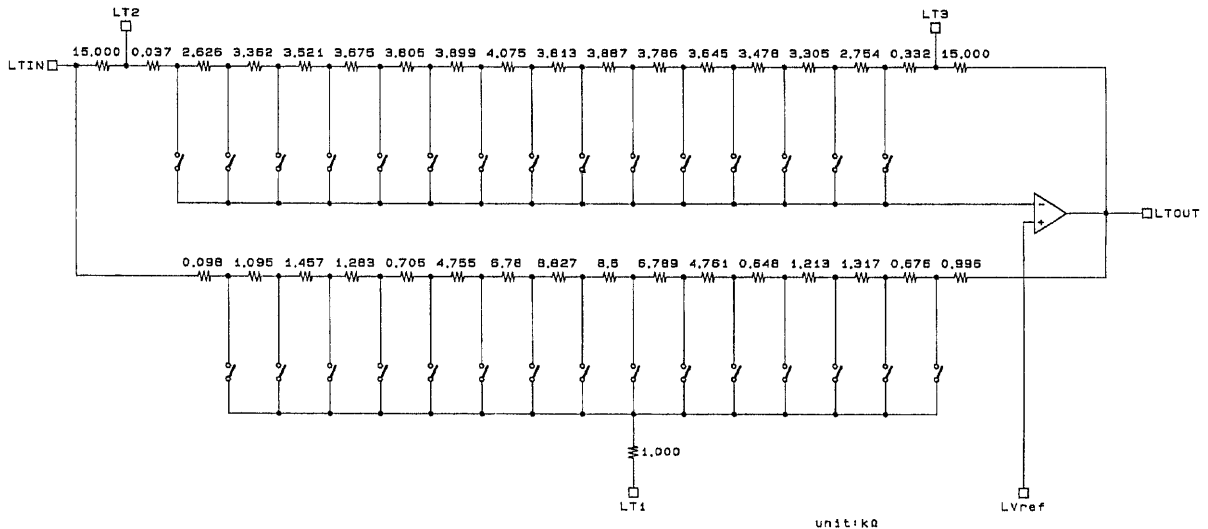 LT2
LT3
15.000 0.037 2.626 3.362 3.521 3.675 3.805 3.899 4.075 3.813 3.887 3.786 3.645 3.478 3.305 2.754 0.332 15.000
LTIN
LTOUT
0.098 1.095 1.457 1.283 0.705 4.755 6.78 8.827 8.6 6.789 4.761 0.648 1.213 1.317 0.676 0.996
1.000
LT1
LVref
unit:kΩ